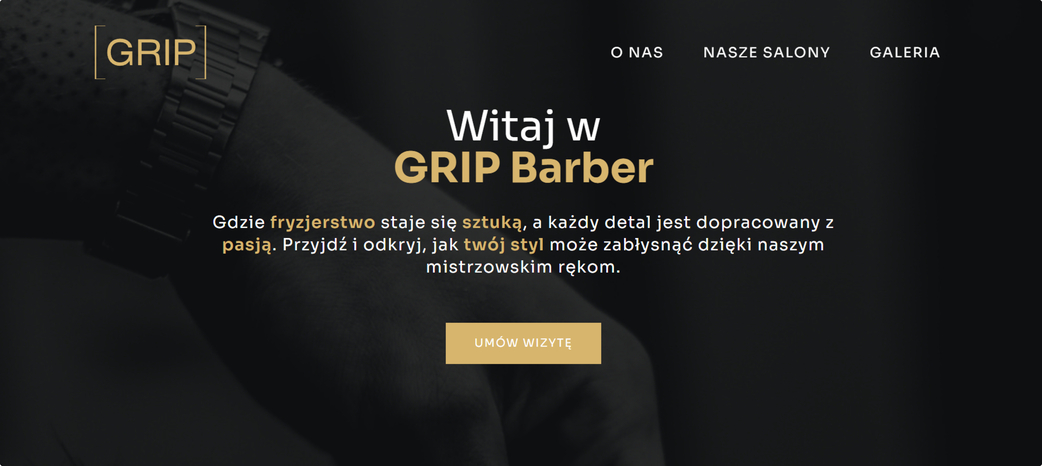 [GRIP]
O NAS NASZE SALONY GALERIA
Witaj w
GRIP Barber
Gdzie fryzjerstwo staje się sztuką, a każdy detal jest dopracowany z
pasją. Przyjdź i odkryj, jak twój styl może zabłysnąć dzięki naszym
mistrzowskim rękom.
UMÓW WIZYTĘ